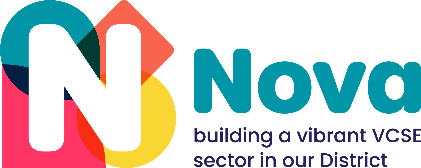 N
Nova
building a vibrant VCSE
sector in our District